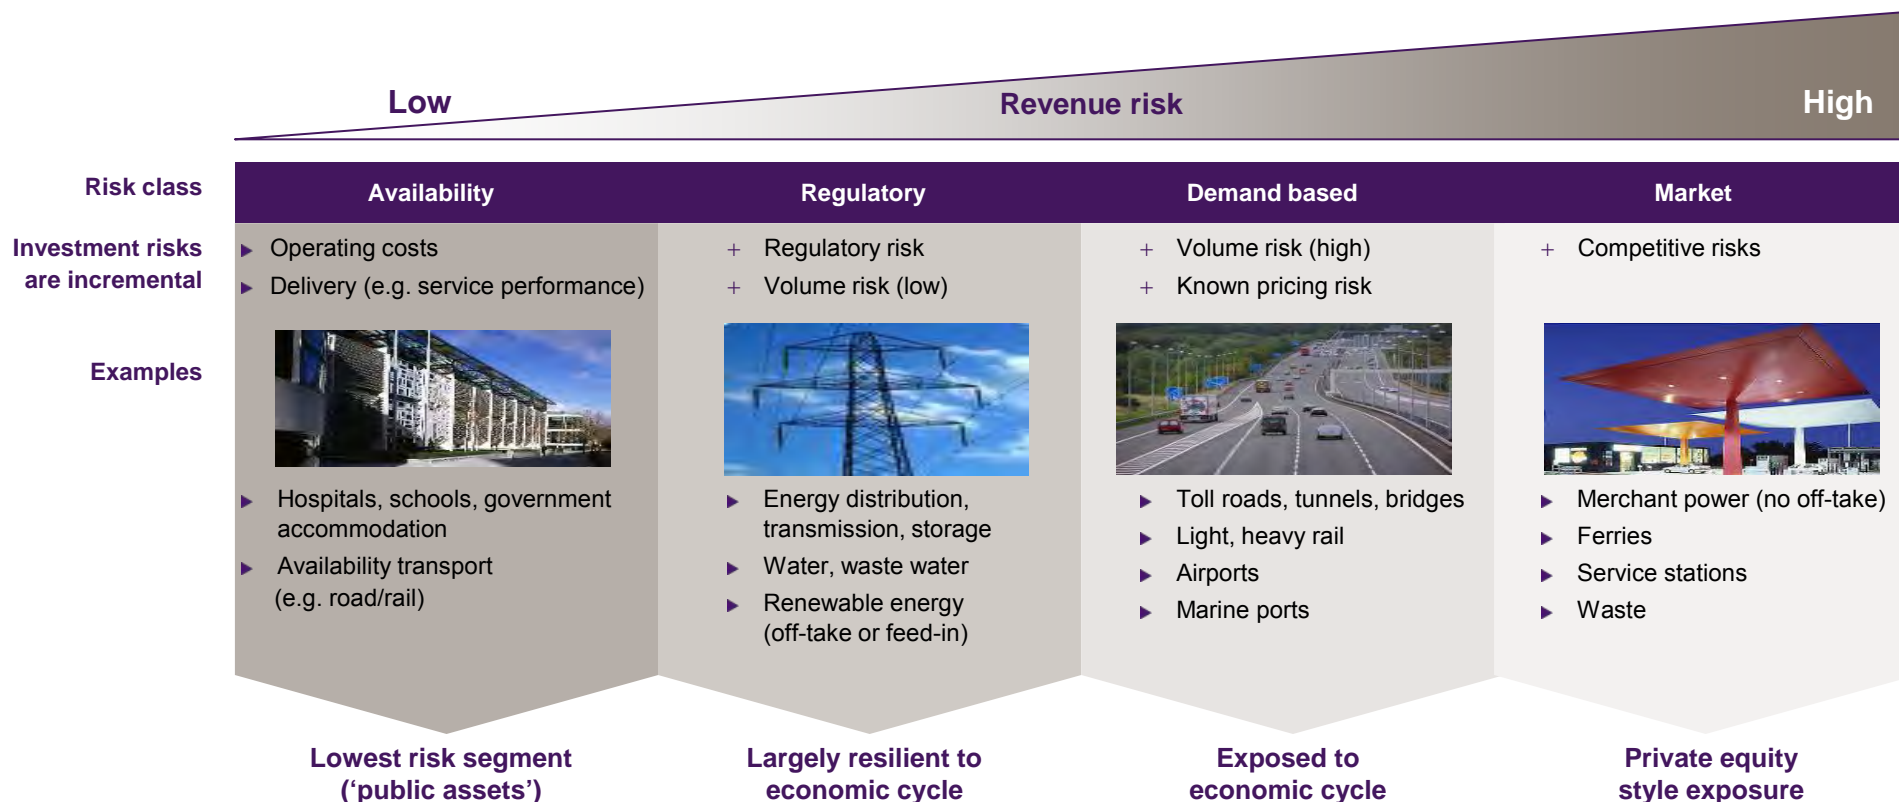 Low
Revenue risk
High
Risk class
Availability
Regulatory
Demand based
Market
Investment risks
are incremental
► Operating costs
► Delivery (e.g. service performance)
+ Regulatory risk
+ Volume risk (low)
+ Volume risk (high)
+ Known pricing risk
+ Competitive risks
Examples
► Hospitals, schools, government
accommodation
► Availability transport
(e.g. road/rail)
► Energy distribution,
transmission, storage
► Water, waste water
► Renewable energy
(off-take or feed-in)
► Toll roads, tunnels, bridges
► Light, heavy rail
► Airports
► Marine ports
► Merchant power (no off-take)
► Ferries
► Service stations
► Waste
Lowest risk segment
(‘public assets’)
Largely resilient to
economic cycle
Exposed to
economic cycle
Private equity
style exposure